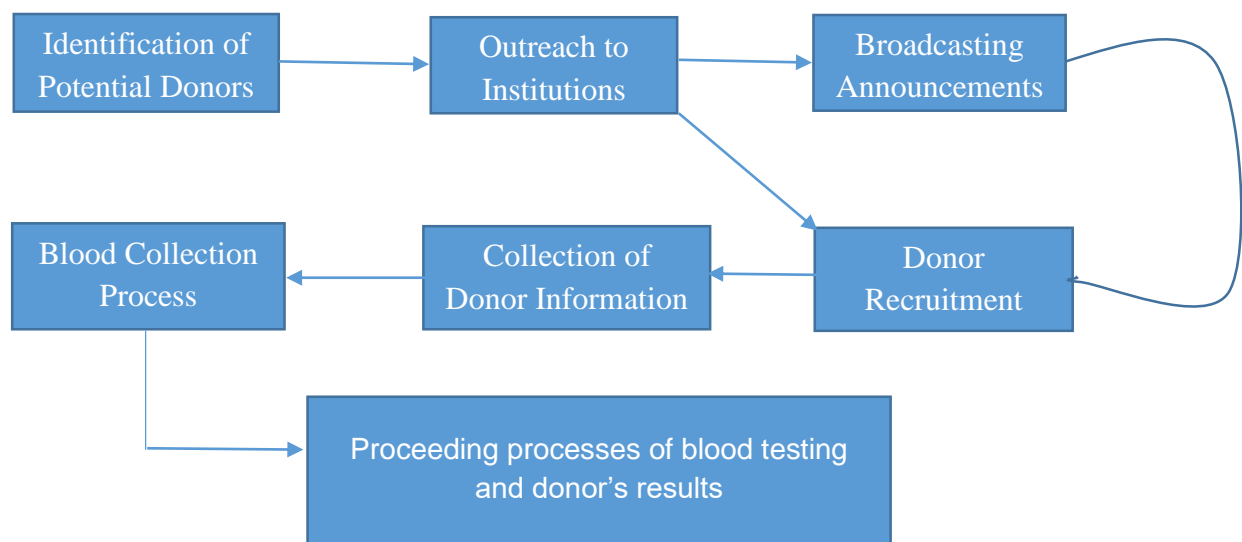 Identification of
Potential Donors
Outreach to
Institutions
Broadcasting
Announcements
Donor
Recruitment
Collection of
Donor Information
Blood Collection
Process
Proceeding processes of blood testing
and donor’s results